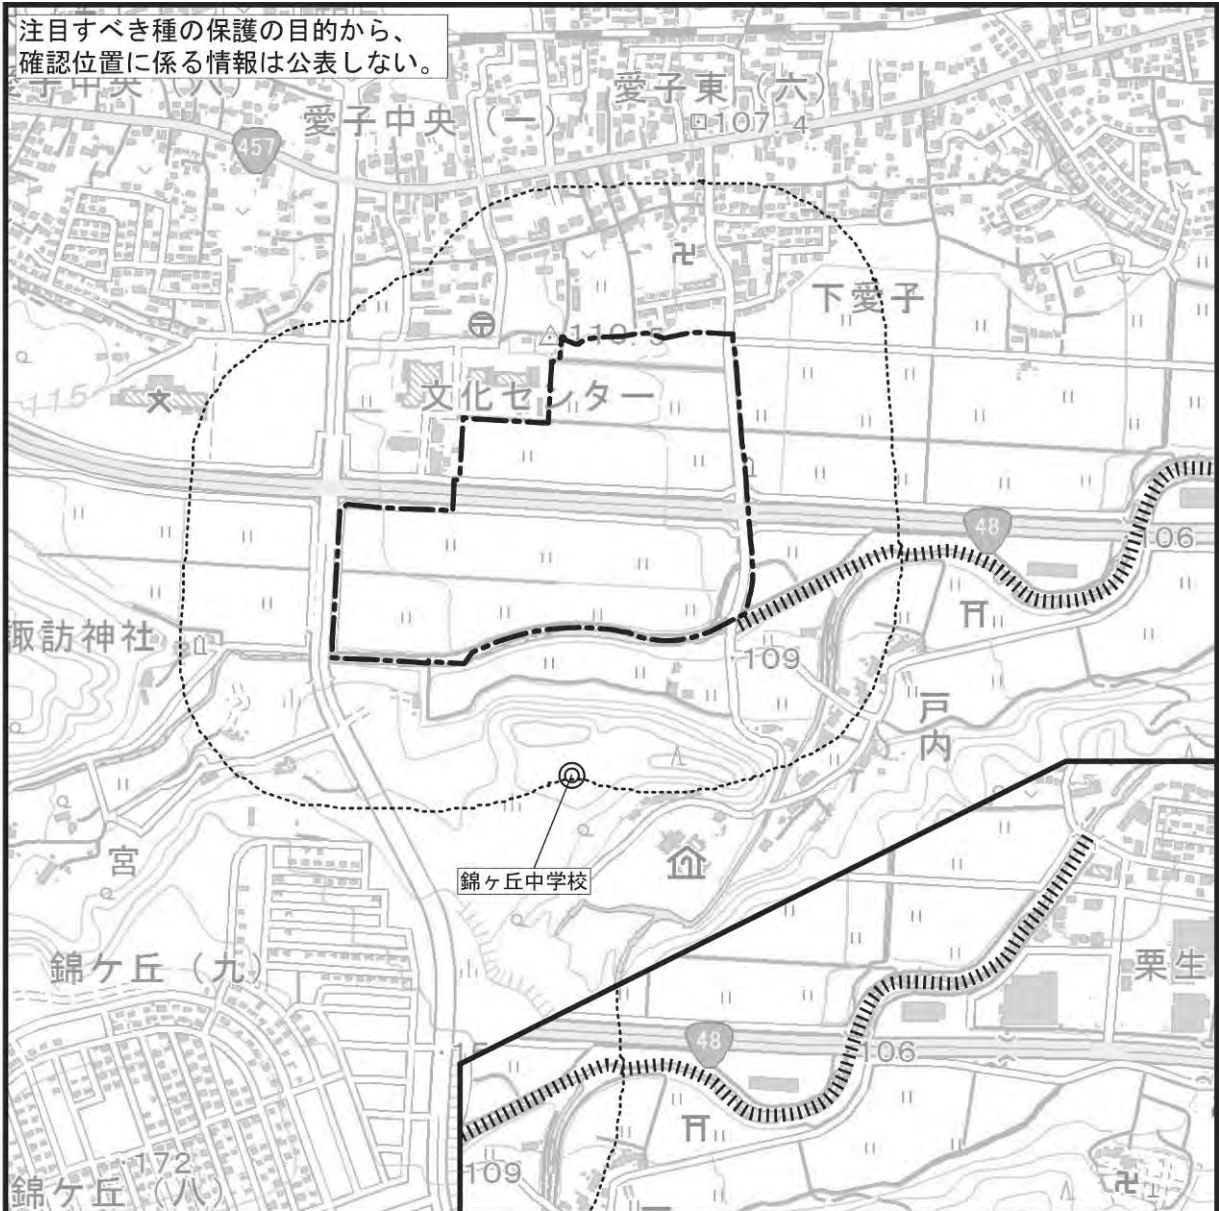 注目すべき種の保護の目的から、
確認位置に係る情報は公表しない。
愛子東（六）
愛子中央（一）
107.4
457
下愛子
110.5
文化センター
115
48
106
諏訪神社
109
戸内
錦ヶ丘中学校
宮
錦ケ丘（九）
栗生
48
106
172
109
錦ケ丘（八）